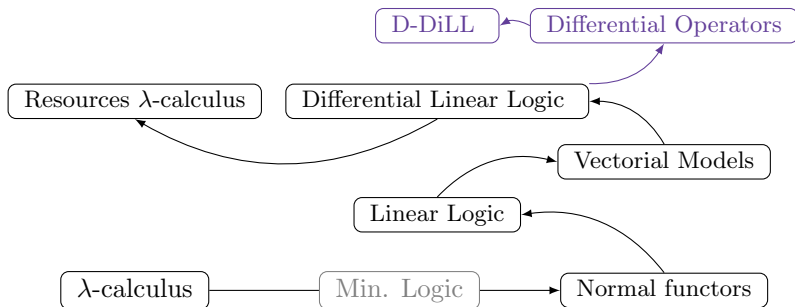 D-DiLL Differential Operators
Resources λ-calculus Differential Linear Logic
Vectorial Models
Linear Logic
λ-calculus Min. Logic Normal functors